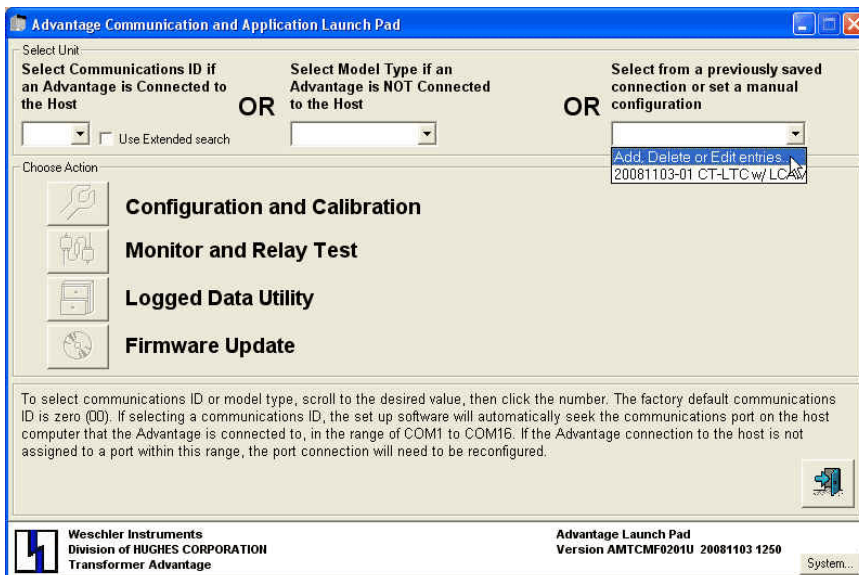 Advantage Communication and Application Launch Pad
Select Unit
Select Communications ID if
an Advantage is Connected to
the Host
OR
Select Model Type if an
Advantage is NOT Connected
to the Host
OR
Select from a previously saved
connection or set a manual
configuration
Use Extended search
Add, Delete or Edit entries...
20081103-01 CT-LTC w/ LCAM
Choose Action
Configuration and Calibration
Monitor and Relay Test
Logged Data Utility
Firmware Update
To select communications ID or model type, scroll to the desired value, then click the number. The factory default communications
ID is zero (00). If selecting a communications ID, the set up software will automatically seek the communications port on the host
computer that the Advantage is connected to, in the range of COM1 to COM16. If the Advantage connection to the host is not
assigned to a port within this range, the port connection will need to be reconfigured.
Weschler Instruments
Division of HUGHES CORPORATION
Transformer Advantage
Advantage Launch Pad
Version AMTCMF0201U 20081103 1250
System...